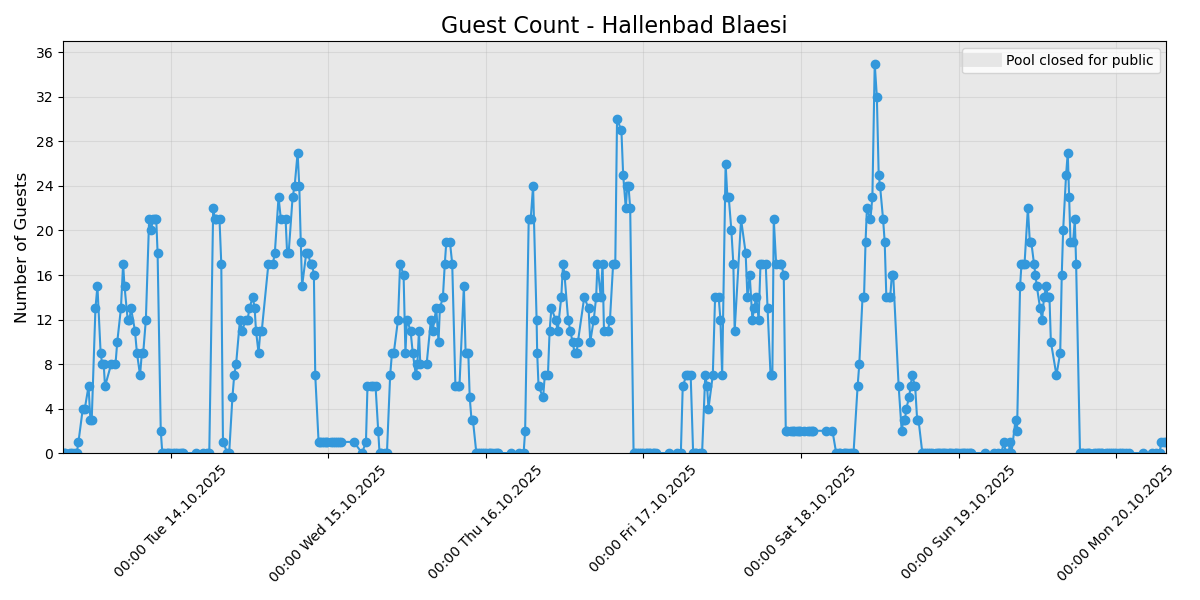 Guest Count - Hallenbad Blaesi
Pool closed for public
Number of Guests
36
32
28
24
20
16
12
8
4
0
00:00 Tue 14.10.2025
00:00 Wed 15.10.2025
00:00 Thu 16.10.2025
00:00 Fri 17.10.2025
00:00 Sat 18.10.2025
00:00 Sun 19.10.2025
00:00 Mon 20.10.2025